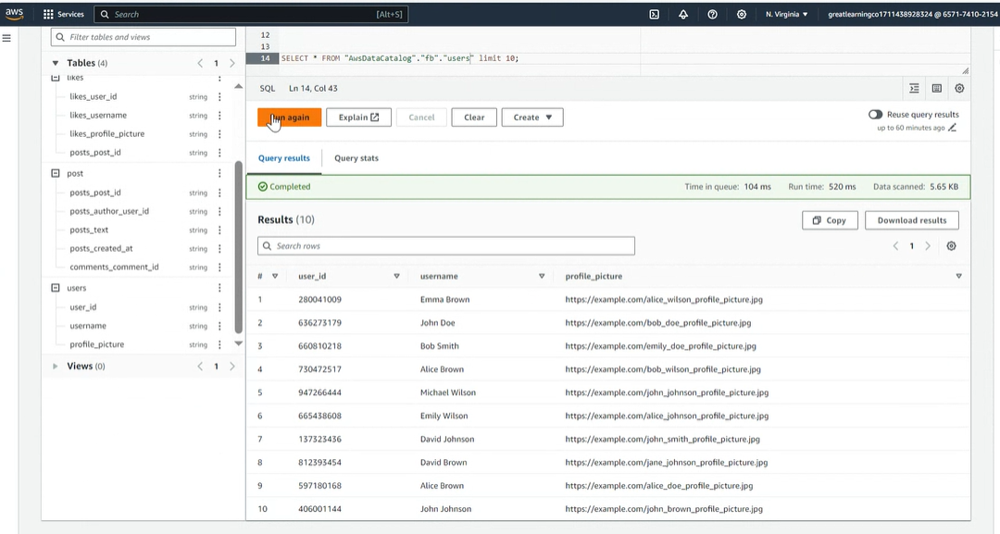 aws
Services
Search
[Alt+S]
N. Virginia
greatlearningco1711438928324 @ 6571-7410-2154
Filter tables and views
Tables (4)
1
likes
likes_user_id string
likes_username string
likes_profile_picture string
posts_post_id string
post
posts_post_id string
posts_author_user_id string
posts_text string
posts_created_at string
comments_comment_id string
users
user_id string
username string
profile_picture string
Views (0)
1
12
13
14 SELECT * FROM "AwsDataCatalog"."fb"."users" limit 10;
SQL Ln 14, Col 43
Run again
Explain
Cancel
Clear
Create
Reuse query results
up to 60 minutes ago
Query results
Query stats
Completed
Time in queue: 104 ms
Run time: 520 ms
Data scanned: 5.65 KB
Results (10)
Copy
Download results
Search rows
1
# user_id username profile_picture
1 280041009 Emma Brown https://example.com/alice_wilson_profile_picture.jpg
2 636273179 John Doe https://example.com/bob_doe_profile_picture.jpg
3 660810218 Bob Smith https://example.com/emily_doe_profile_picture.jpg
4 730472517 Alice Brown https://example.com/bob_wilson_profile_picture.jpg
5 947266444 Michael Wilson https://example.com/john_johnson_profile_picture.jpg
6 665438608 Emily Wilson https://example.com/alice_johnson_profile_picture.jpg
7 137323436 David Johnson https://example.com/john_smith_profile_picture.jpg
8 812393454 David Brown https://example.com/jane_johnson_profile_picture.jpg
9 597180168 Alice Brown https://example.com/alice_doe_profile_picture.jpg
10 406001144 John Johnson https://example.com/john_brown_profile_picture.jpg